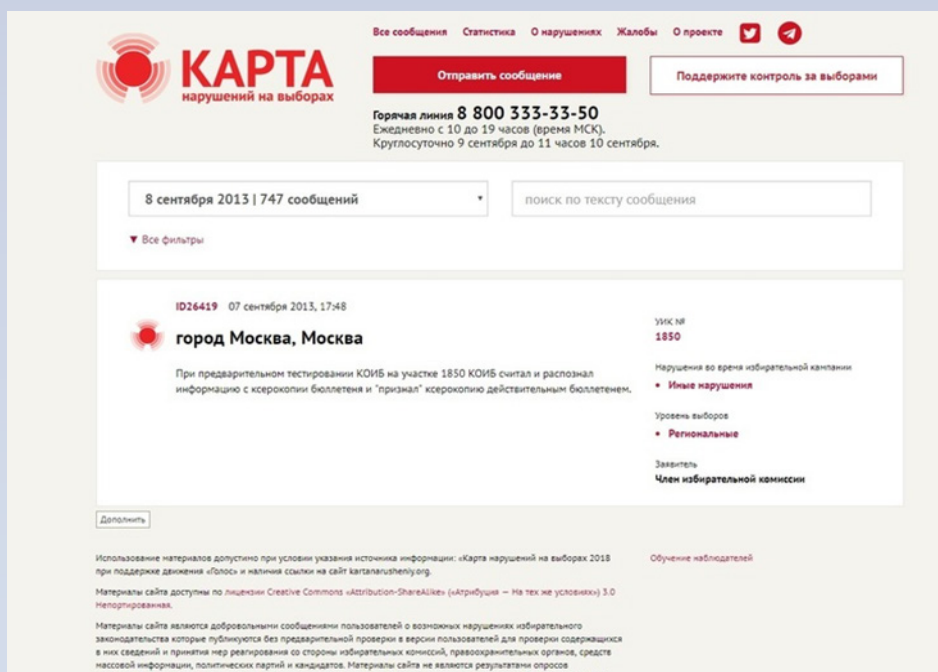 Все сообщения Статистика О нарушениях Жалобы О проекте
КАРТА
нарушений на выборах
Отправить сообщение
Поддержите контроль за выборами
Горячая линия 8 800 333-33-50
Ежедневно с 10 до 19 часов (время МСК).
Круглосуточно 9 сентября до 11 часов 10 сентября.
8 сентября 2013 | 747 сообщений
поиск по тексту сообщения
▼ Все фильтры
ID26419 07 сентября 2013, 17:48
город Москва, Москва
При предварительном тестировании КОИБ на участке 1850 КОИБ считал и распознал
информацию с ксерокопии бюллетеня и "признал" ксерокопию действительным бюллетенем.
УИК №
1850
Нарушения во время избирательной кампании
• Иные нарушения
Уровень выборов
• Региональные
Заявитель
Член избирательной комиссии
Дополнить
Использование материалов допустимо при условии указания источника информации: «Карта нарушений на выборах 2018
при поддержке движения «Голос» и наличия ссылки на сайт kartanarusheniy.org.
Обучение наблюдателей
Материалы сайта доступны по лицензии Creative Commons «Attribution-ShareAlike» («Атрибуция — На тех же условиях») 3.0
Непортированная.
Материалы сайта являются добровольными сообщениями пользователей о возможных нарушениях избирательного
законодательства которые публикуются без предварительной проверки в версии пользователей для проверки содержащихся
в них сведений и принятия мер реагирования со стороны избирательных комиссий, правоохранительных органов, средств
массовой информации, политических партий и кандидатов. Материалы сайта не являются результатами опросов